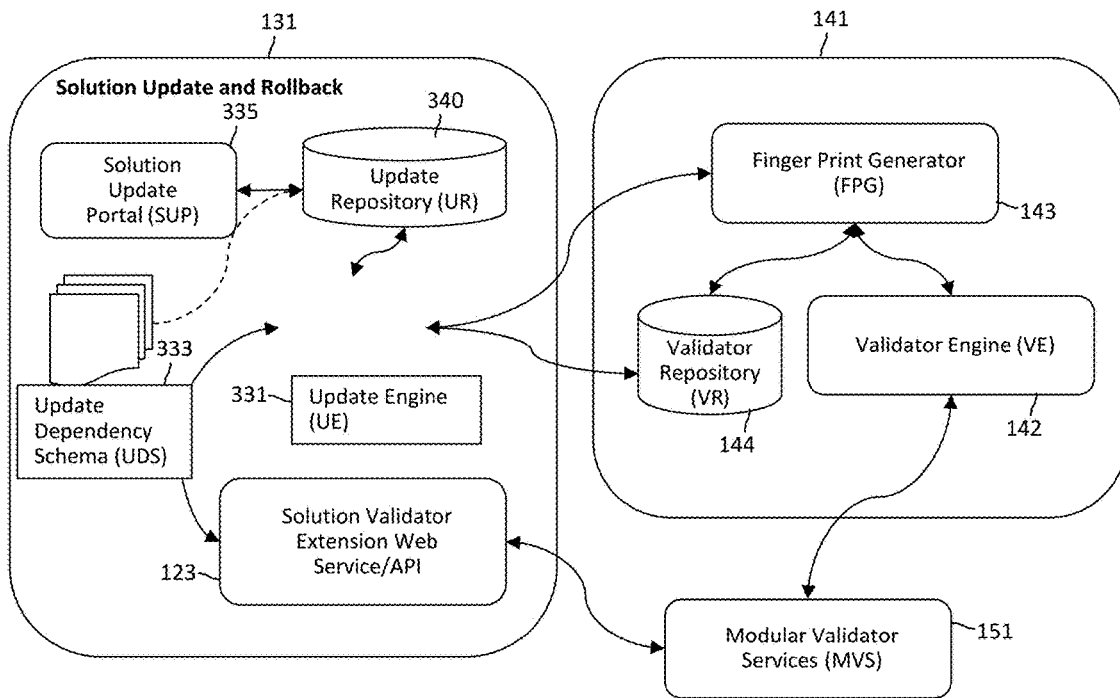 131
141
Solution Update and Rollback
335
340
Solution
Update
Portal (SUP)
Update
Repository (UR)
Finger Print Generator
(FPG)
143
333
Update
Dependency
Schema (UDS)
331
Update Engine
(UE)
Validator
Repository
(VR)
144
Validator Engine (VE)
142
Solution Validator
Extension Web
Service/API
123
Modular Validator
Services (MVS)
151